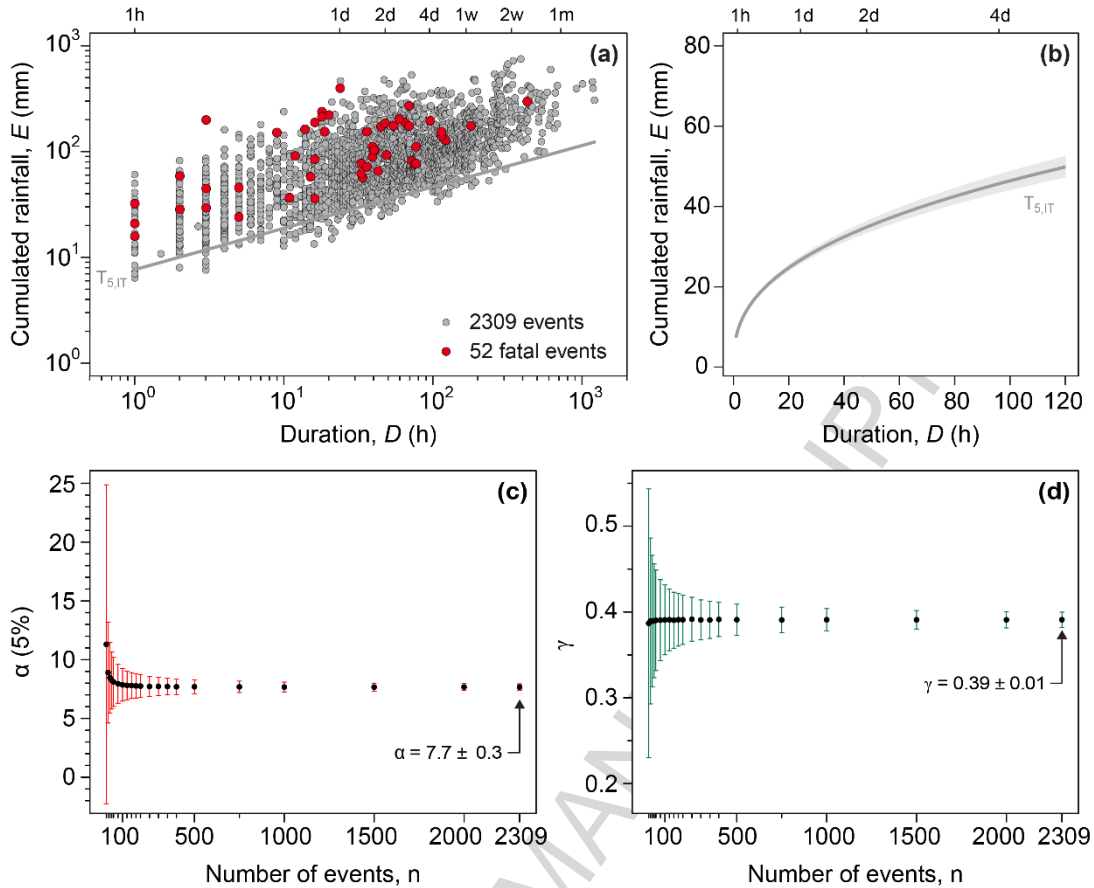 1h 1d 2d 4d 1w 2w 1m
(a)
Cumulated rainfall, E (mm)
10³
10²
10¹
10⁰
T5,IT
2309 events
52 fatal events
10⁰ 10¹ 10² 10³
Duration, D (h)
1h 1d 2d 4d
(b)
Cumulated rainfall, E (mm)
80
60
40
20
0
T5,IT
0 20 40 60 80 100 120
Duration, D (h)
(c)
α (5%)
25
20
15
10
5
0
α = 7.7 ± 0.3
100 500 1000 1500 2000 2309
Number of events, n
(d)
γ
0.5
0.4
0.3
0.2
γ = 0.39 ± 0.01
100 500 1000 1500 2000 2309
Number of events, n